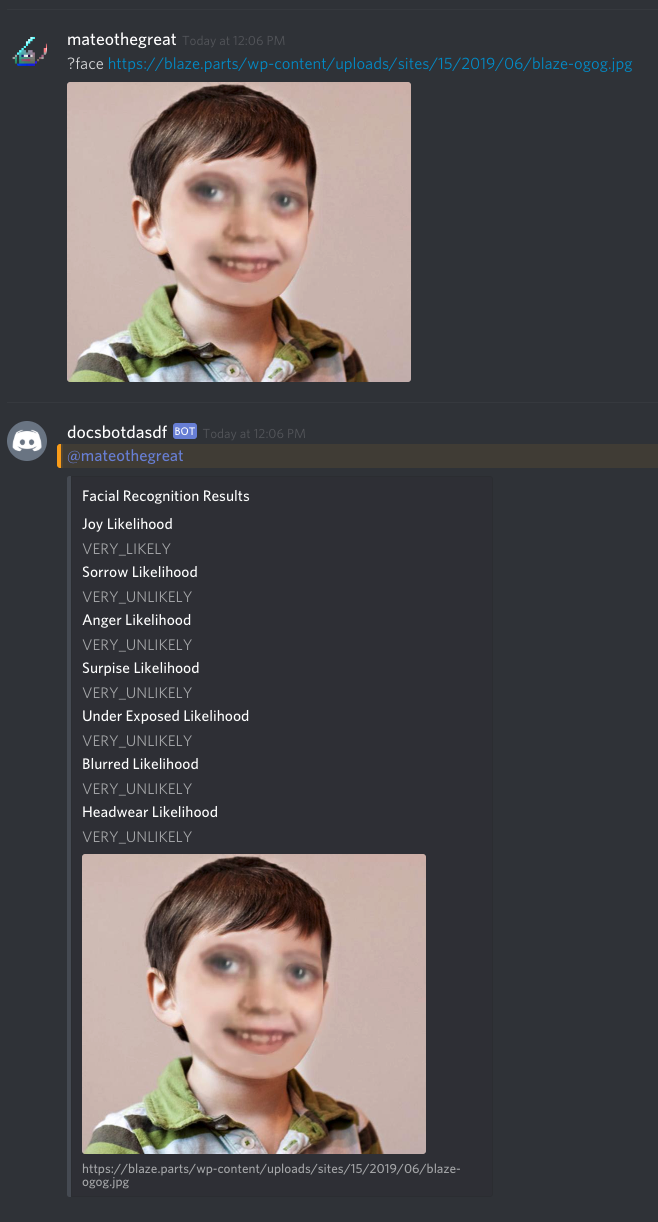 mateothegreat Today at 12:06 PM
?face https://blaze.parts/wp-content/uploads/sites/15/2019/06/blaze-ogog.jpg
docsbotdasdf BOT Today at 12:06 PM
@mateothegreat
Facial Recognition Results
Joy Likelihood
VERY_LIKELY
Sorrow Likelihood
VERY_UNLIKELY
Anger Likelihood
VERY_UNLIKELY
Surpise Likelihood
VERY_UNLIKELY
Under Exposed Likelihood
VERY_UNLIKELY
Blurred Likelihood
VERY_UNLIKELY
Headwear Likelihood
VERY_UNLIKELY
https://blaze.parts/wp-content/uploads/sites/15/2019/06/blaze-
ogog.jpg